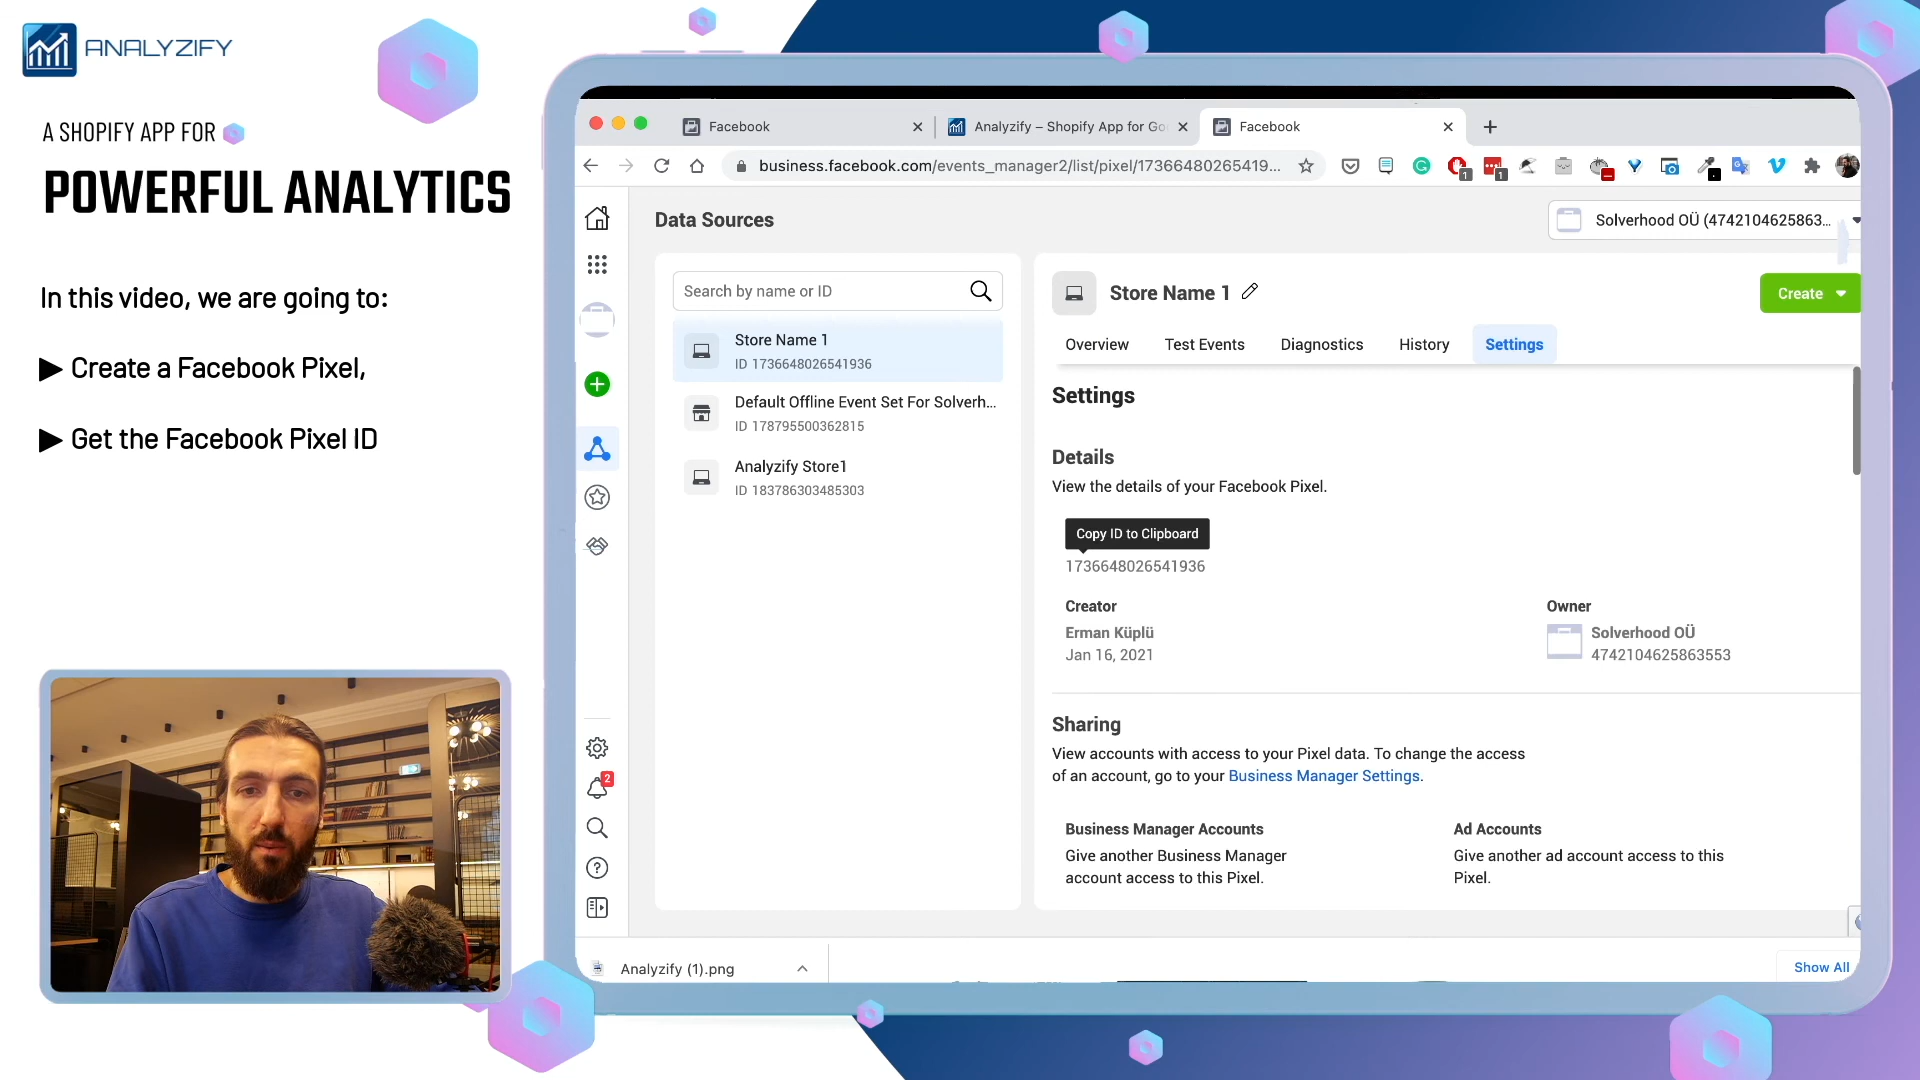 ANALYZIFY
A SHOPIFY APP FOR
POWERFUL ANALYTICS
In this video, we are going to:
▶ Create a Facebook Pixel,
▶ Get the Facebook Pixel ID
Facebook
Analyzify – Shopify App for Go
Facebook
business.facebook.com/events_manager2/list/pixel/17366480265419...
1
1
Data Sources
Solverhood OÜ (4742104625863...
Search by name or ID
Store Name 1
ID 1736648026541936
Default Offline Event Set For Solverh...
ID 178795500362815
Analyzify Store1
ID 183786303485303
Store Name 1
Create
Overview
Test Events
Diagnostics
History
Settings
Settings
Details
View the details of your Facebook Pixel.
Copy ID to Clipboard
1736648026541936
Creator
Erman Küplü
Jan 16, 2021
Owner
Solverhood OÜ
4742104625863553
Sharing
View accounts with access to your Pixel data. To change the access
of an account, go to your Business Manager Settings.
Business Manager Accounts
Give another Business Manager
account access to this Pixel.
Ad Accounts
Give another ad account access to this
Pixel.
2
Analyzify (1).png
Show All